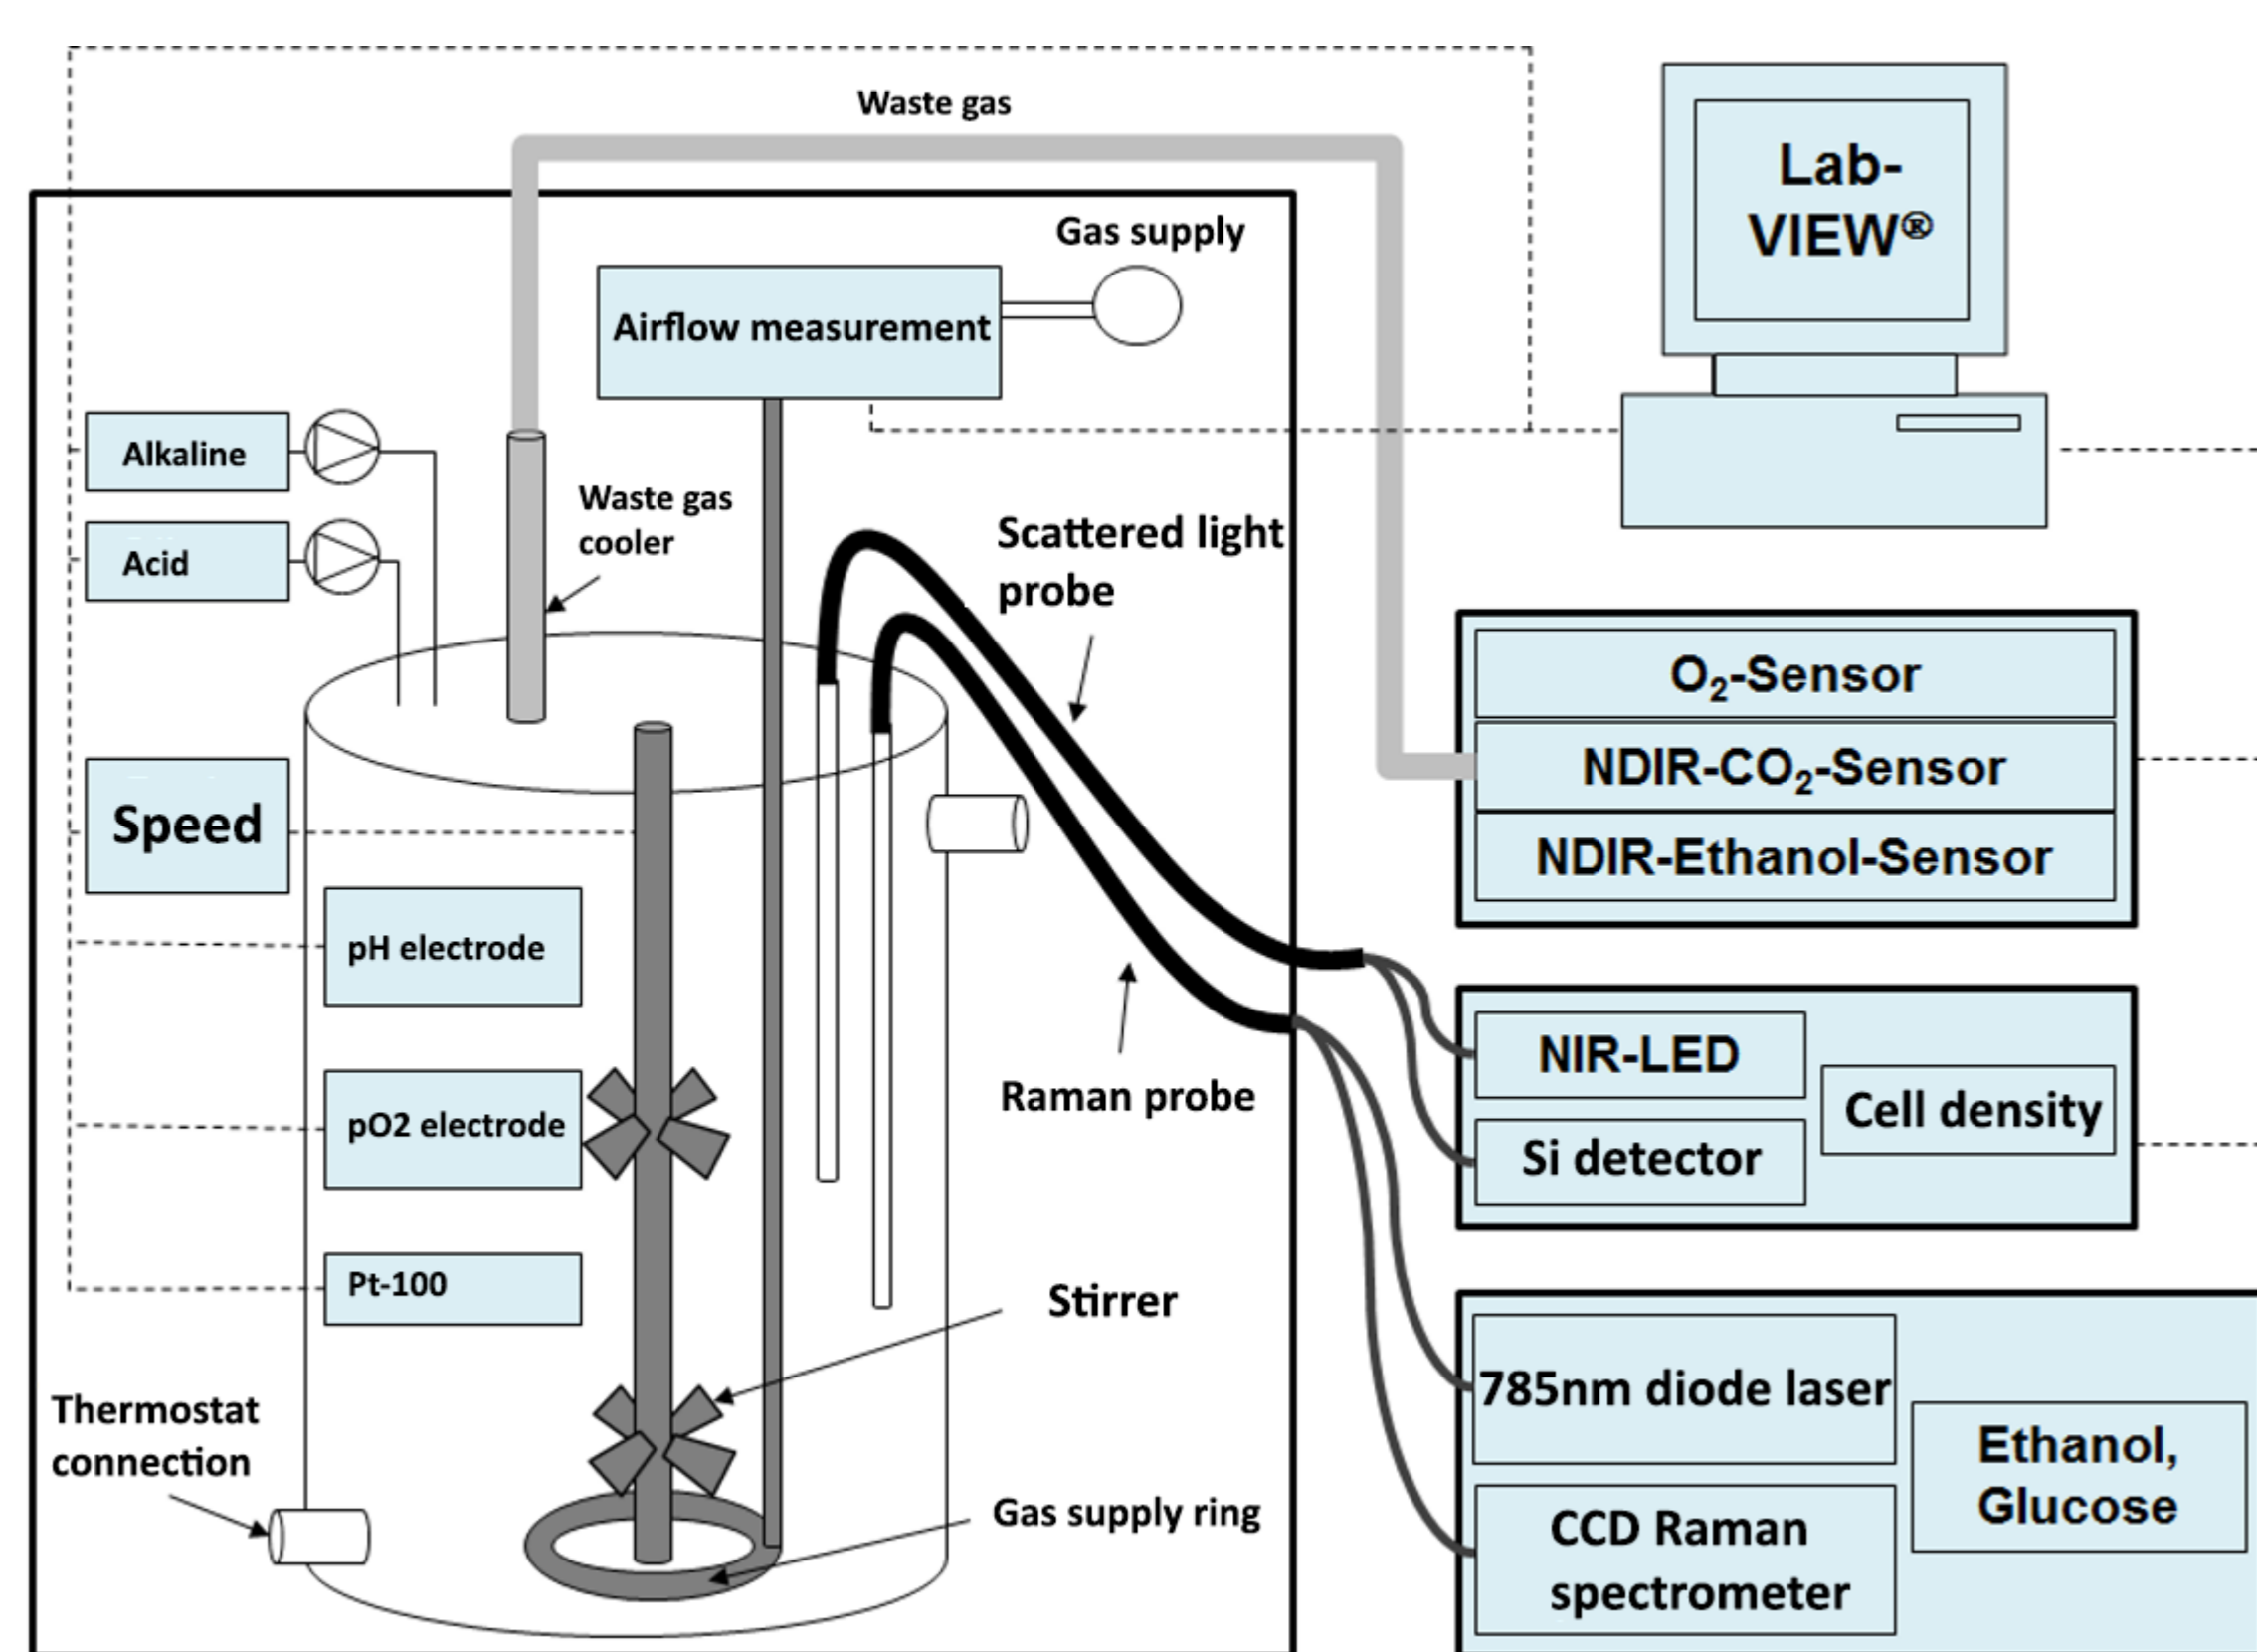 Waste gas
Lab-
VIEW®
Gas supply
Airflow measurement
Alkaline
Waste gas
cooler
Acid
Scattered light
probe
O₂-Sensor
NDIR-CO₂-Sensor
NDIR-Ethanol-Sensor
Speed
pH electrode
pO2 electrode
Pt-100
Raman probe
NIR-LED
Si detector
Cell density
Stirrer
785nm diode laser
Ethanol,
Glucose
CCD Raman
spectrometer
Thermostat
connection
Gas supply ring